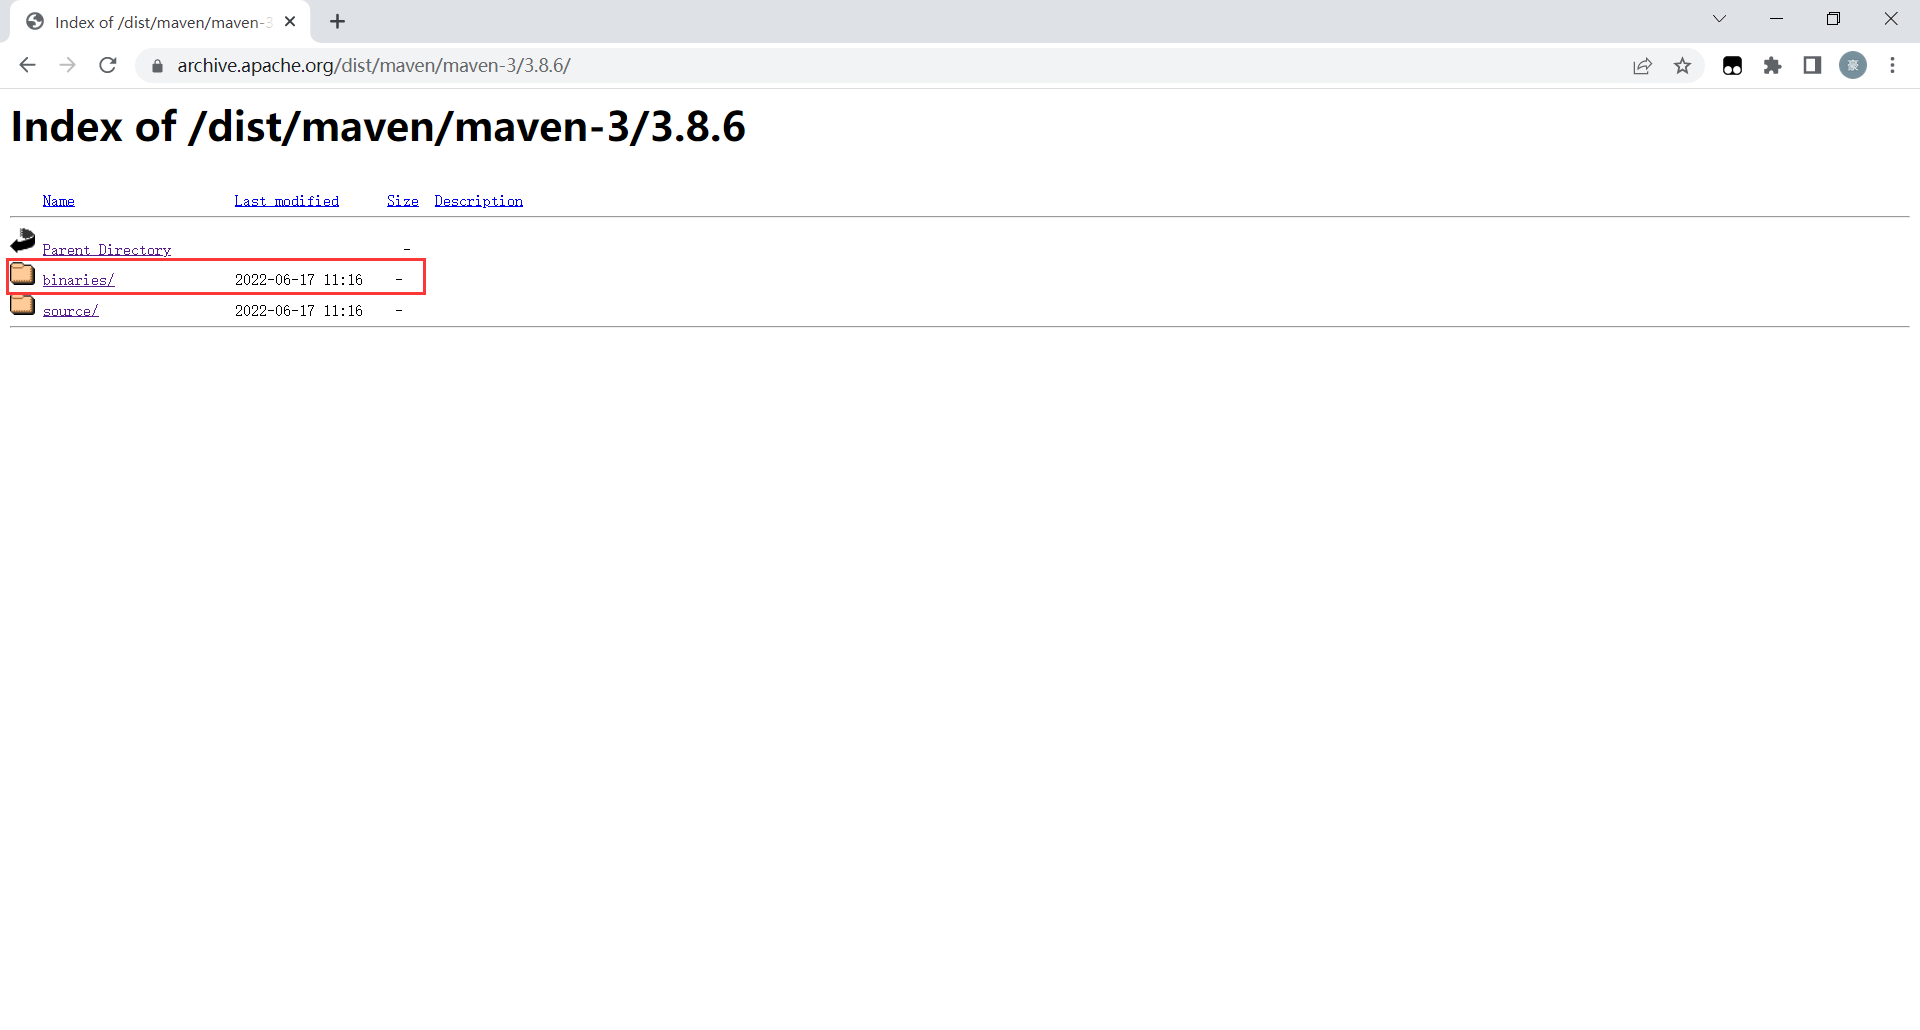 Index of /dist/maven/maven-3
archive.apache.org/dist/maven/maven-3/3.8.6/
豪
Index of /dist/maven/maven-3/3.8.6
Name Last modified Size Description
Parent Directory -
binaries/ 2022-06-17 11:16 -
source/ 2022-06-17 11:16 -